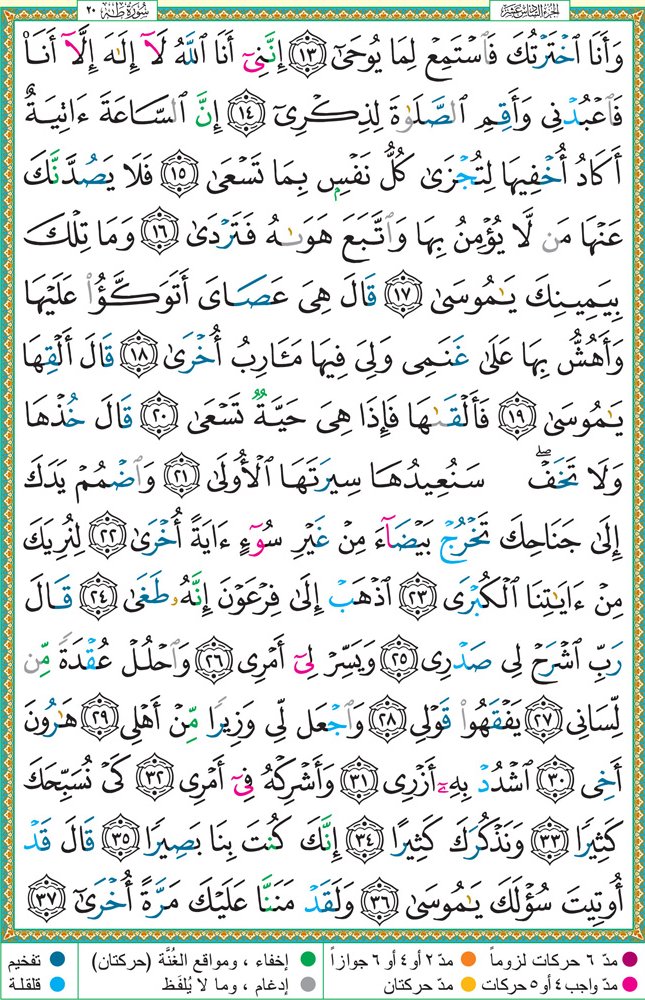 الجزء السادس عشر
سورة طه ٢٠
وَأَنَا ٱخْتَرْتُكَ فَٱسْتَمِعْ لِمَا يُوحَىٰٓ ١٣ إِنَّنِىٓ أَنَا ٱللَّهُ لَآ إِلَٰهَ إِلَّآ أَنَا۠
فَٱعْبُدْنِى وَأَقِمِ ٱلصَّلَوٰةَ لِذِكْرِىٓ ١٤ إِنَّ ٱلسَّاعَةَ ءَاتِيَةٌ
أَكَادُ أُخْفِيهَا لِتُجْزَىٰ كُلُّ نَفْسٍۭ بِمَا تَسْعَىٰ ١٥ فَلَا يَصُدَّنَّكَ
عَنْهَا مَن لَّا يُؤْمِنُ بِهَا وَٱتَّبَعَ هَوَىٰهُ فَتَرْدَىٰ ١٦ وَمَا تِلْكَ
بِيَمِينِكَ يَٰمُوسَىٰ ١٧ قَالَ هِىَ عَصَاىَ أَتَوَكَّؤُا۟ عَلَيْهَا
وَأَهُشُّ بِهَا عَلَىٰ غَنَمِى وَلِىَ فِيهَا مَـَٔارِبُ أُخْرَىٰ ١٨ قَالَ أَلْقِهَا
يَٰمُوسَىٰ ١٩ فَأَلْقَىٰهَا فَإِذَا هِىَ حَيَّةٌ تَسْعَىٰ ٢٠ قَالَ خُذْهَا
وَلَا تَخَفْ ۖ سَنُعِيدُهَا سِيرَتَهَا ٱلْأُولَىٰ ٢١ وَٱضْمُمْ يَدَكَ
إِلَىٰ جَنَاحِكَ تَخْرُجْ بَيْضَآءَ مِنْ غَيْرِ سُوٓءٍ ءَايَةً أُخْرَىٰ ٢٢ لِنُرِيَكَ
مِنْ ءَايَٰتِنَا ٱلْكُبْرَى ٢٣ ٱذْهَبْ إِلَىٰ فِرْعَوْنَ إِنَّهُۥ طَغَىٰ ٢٤ قَالَ
رَبِّ ٱشْرَحْ لِى صَدْرِى ٢٥ وَيَسِّرْ لِىٓ أَمْرِى ٢٦ وَٱحْلُلْ عُقْدَةً مِّن
لِّسَانِى ٢٧ يَفْقَهُوا۟ قَوْلِى ٢٨ وَٱجْعَل لِّى وَزِيرًا مِّنْ أَهْلِى ٢٩ هَٰرُونَ
أَخِى ٣٠ ٱشْدُدْ بِهِۦٓ أَزْرِى ٣١ وَأَشْرِكْهُ فِىٓ أَمْرِى ٣٢ كَىْ نُسَبِّحَكَ
كَثِيرًا ٣٣ وَنَذْكُرَكَ كَثِيرًا ٣٤ إِنَّكَ كُنتَ بِنَا بَصِيرًا ٣٥ قَالَ قَدْ
أُوتِيتَ سُؤْلَكَ يَٰمُوسَىٰ ٣٦ وَلَقَدْ مَنَنَّا عَلَيْكَ مَرَّةً أُخْرَىٰٓ ٣٧
مدّ ٦ حركات لزوماً مدّ ٢ أو ٤ أو ٦ جوازاً إخفاء ، ومواقع الغُنَّة (حركتان) تفخيم
مدّ واجب ٤ أو ٥ حركات مدّ حركتان إدغام ، وما لا يُلفَظ قلقلة